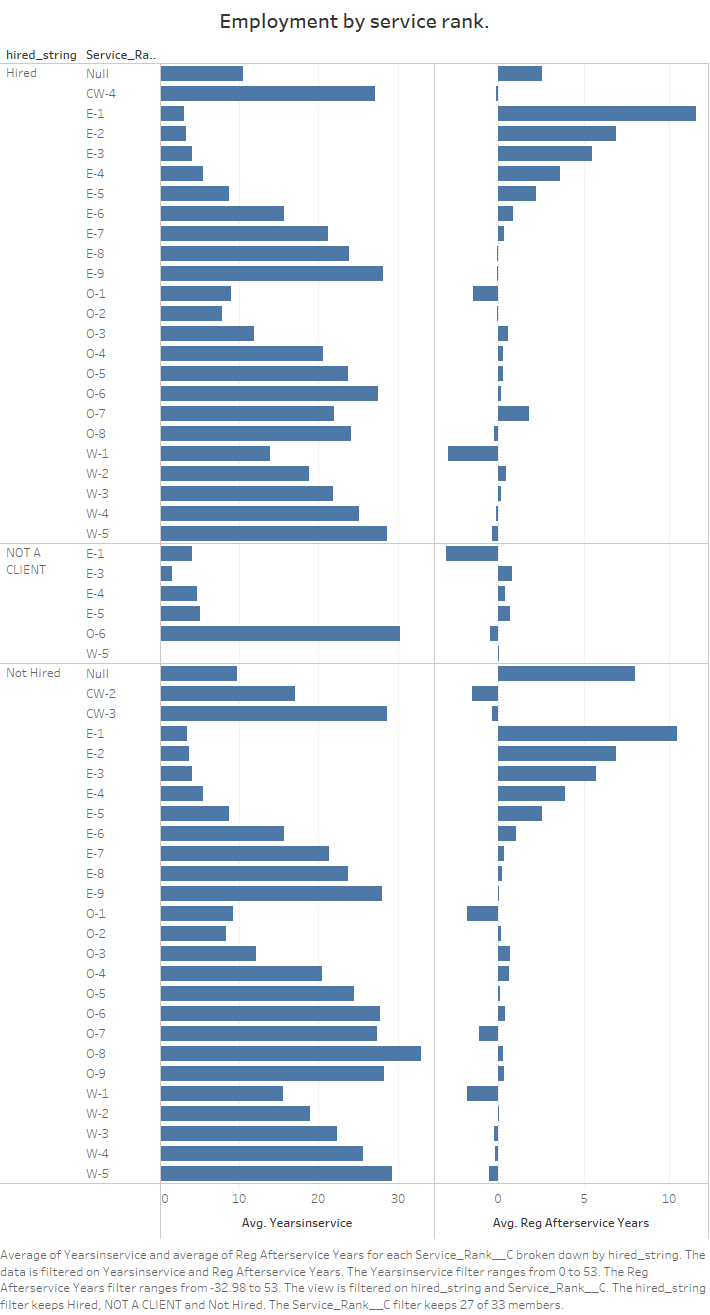 Employment by service rank.
hired_string Service_Ra..
Hired Null
CW-4
E-1
E-2
E-3
E-4
E-5
E-6
E-7
E-8
E-9
O-1
O-2
O-3
O-4
O-5
O-6
O-7
O-8
W-1
W-2
W-3
W-4
W-5
NOT A CLIENT E-1
E-3
E-4
E-5
O-6
W-5
Not Hired Null
CW-2
CW-3
E-1
E-2
E-3
E-4
E-5
E-6
E-7
E-8
E-9
O-1
O-2
O-3
O-4
O-5
O-6
O-7
O-8
O-9
W-1
W-2
W-3
W-4
W-5
0 10 20 30 0 5 10
Avg. Yearsinservice Avg. Reg Afterservice Years
Average of Yearsinservice and average of Reg Afterservice Years for each Service_Rank__C broken down by hired_string. The
data is filtered on Yearsinservice and Reg Afterservice Years. The Yearsinservice filter ranges from 0 to 53. The Reg
Afterservice Years filter ranges from -32.98 to 53. The view is filtered on hired_string and Service_Rank__C. The hired_string
filter keeps Hired, NOT A CLIENT and Not Hired. The Service_Rank__C filter keeps 27 of 33 members.